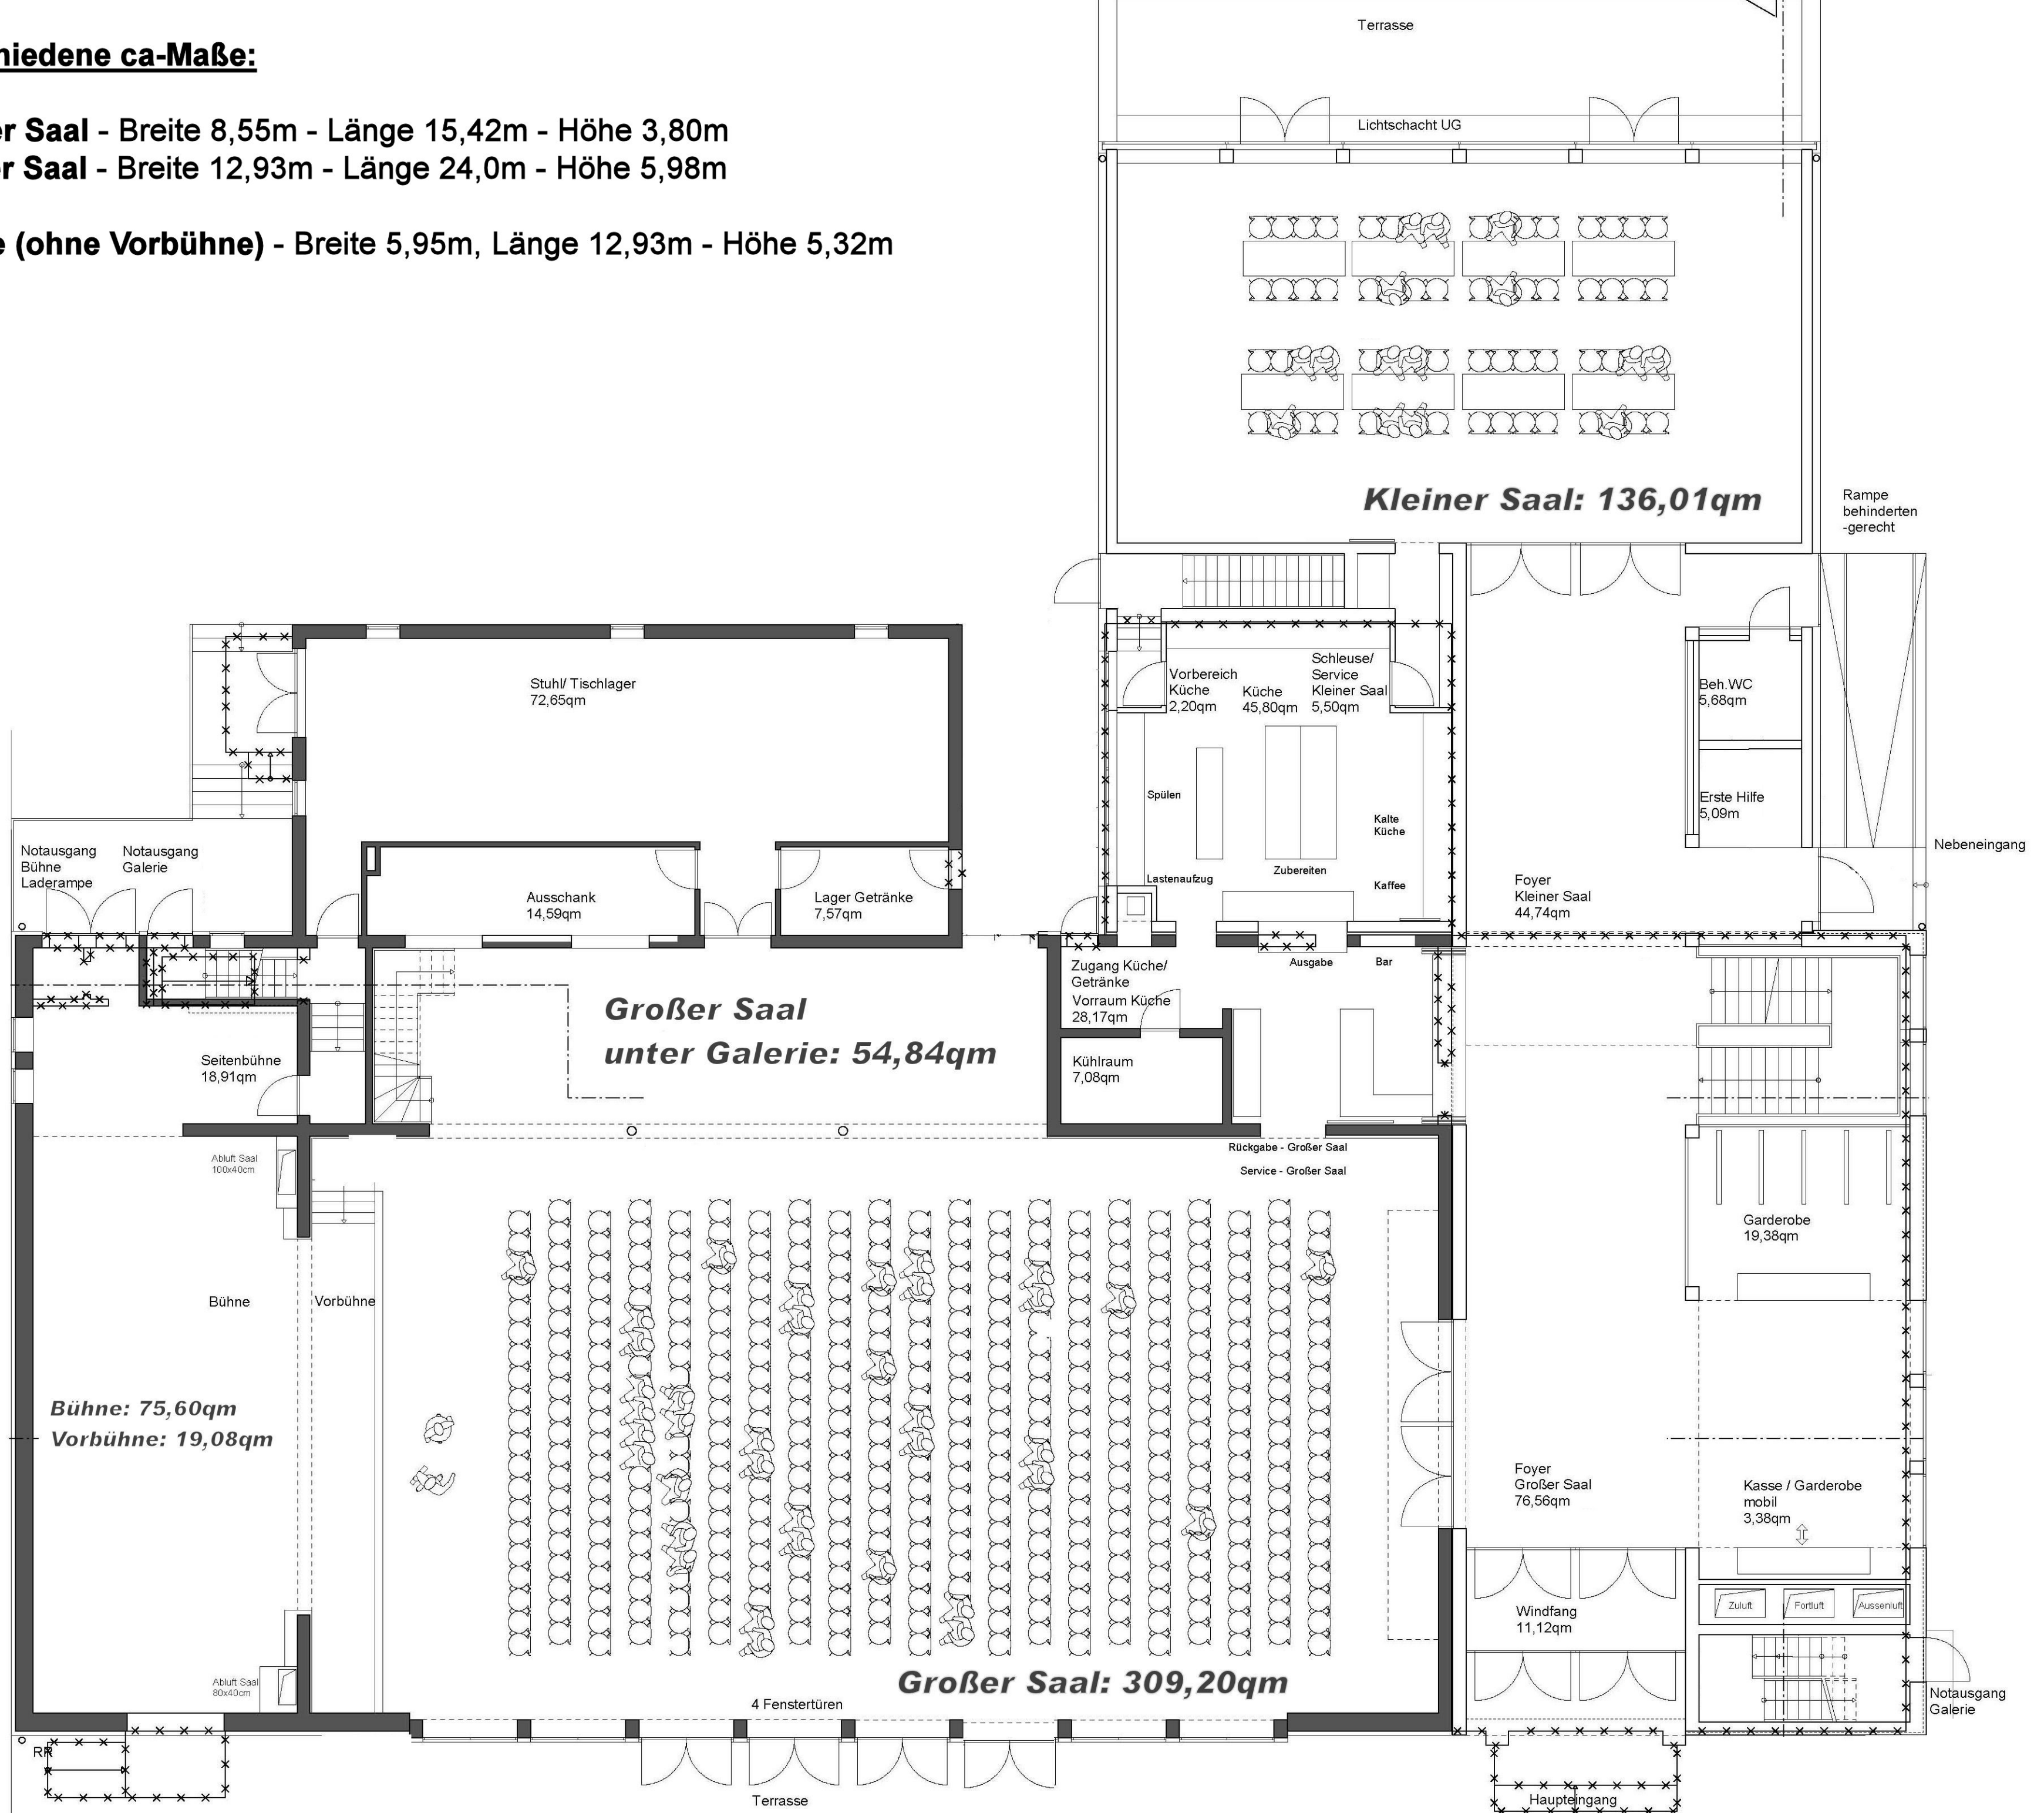 hiedene ca-Maße:
er Saal - Breite 8,55m - Länge 15,42m - Höhe 3,80m
r Saal - Breite 12,93m - Länge 24,0m - Höhe 5,98m
e (ohne Vorbühne) - Breite 5,95m, Länge 12,93m - Höhe 5,32m
Terrasse
Lichtschacht UG
Kleiner Saal: 136,01qm
Rampe
behinderten
-gerecht
Stuhl/ Tischlager
72,65qm
Vorbereich
Küche
2,20qm
Küche
45,80qm
Schleuse/
Service
Kleiner Saal
5,50qm
Beh.WC
5,68qm
Spülen
Kalte
Küche
Erste Hilfe
5,09m
Nebeneingang
Notausgang
Bühne
Laderampe
Notausgang
Galerie
Ausschank
14,59qm
Lager Getränke
7,57qm
Lastenaufzug
Zubereiten
Kaffee
Foyer
Kleiner Saal
44,74qm
Zugang Küche/
Getränke
Vorraum Küche
28,17qm
Ausgabe
Bar
Großer Saal
unter Galerie: 54,84qm
Seitenbühne
18,91qm
Kühlraum
7,08qm
Abluft Saal
100x40cm
Rückgabe - Großer Saal
Service - Großer Saal
Garderobe
19,38qm
Bühne
Vorbühne
Bühne: 75,60qm
Vorbühne: 19,08qm
Foyer
Großer Saal
76,56qm
Kasse / Garderobe
mobil
3,38qm
Windfang
11,12qm
Zuluft
Fortluft
Aussenluft
Großer Saal: 309,20qm
Abluft Saal
80x40cm
4 Fenstertüren
Notausgang
Galerie
RR
Terrasse
Haupteingang